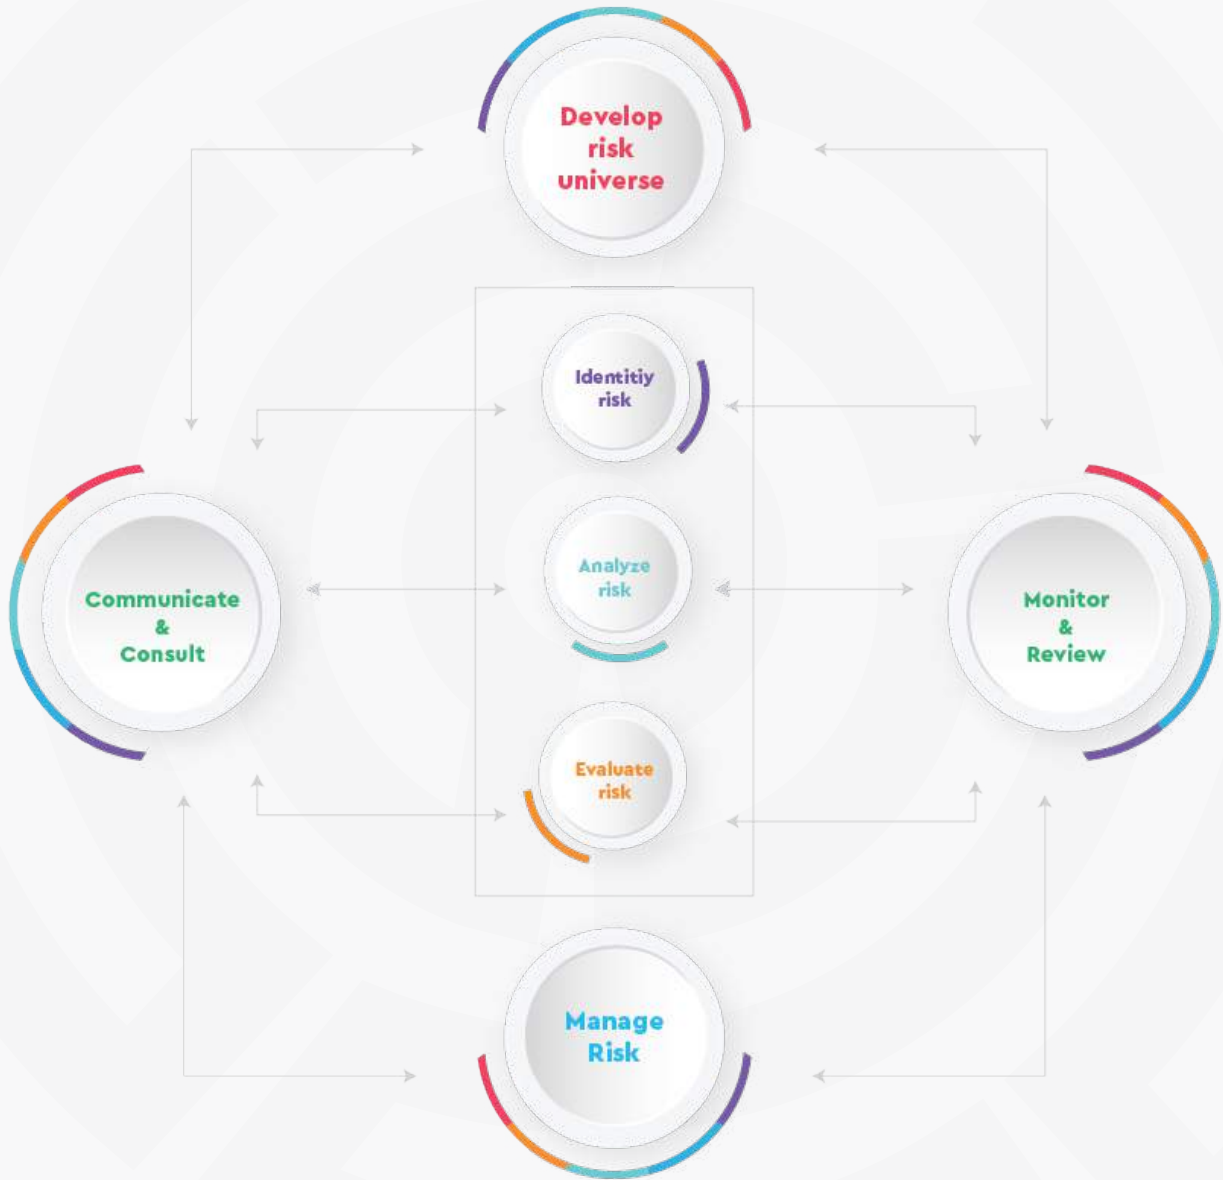 Develop
risk
universe
Identitiy
risk
Analyze
risk
Communicate
&
Consult
Monitor
&
Review
Evaluate
risk
Manage
Risk